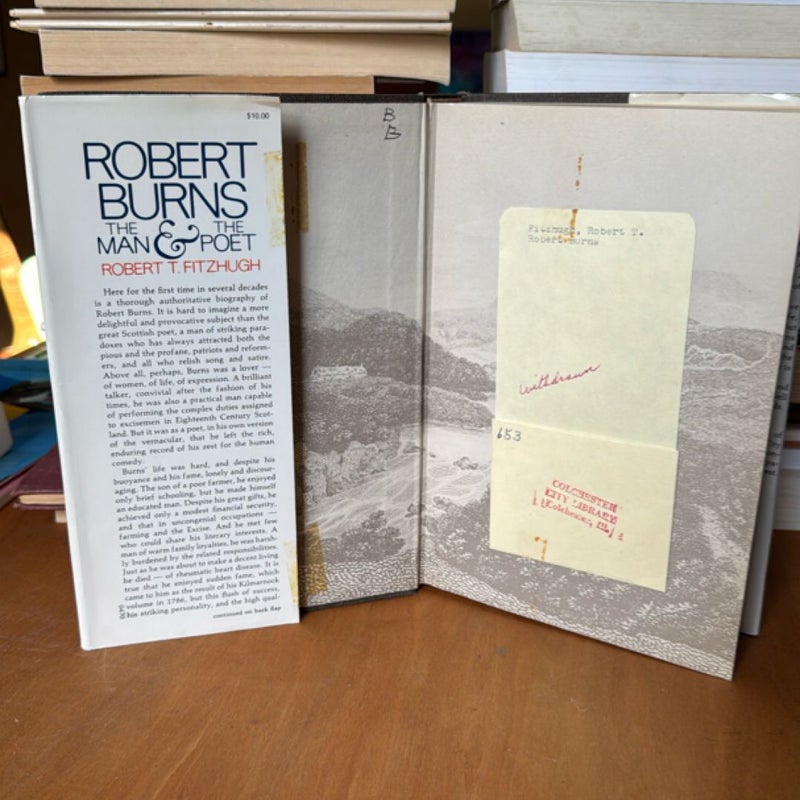 $10.00
ROBERT
BURNS
THE THE
MAN & POET
ROBERT T. FITZHUGH
Here for the first time in several decades
is a thorough authoritative biography of
Robert Burns. It is hard to imagine a more
delightful and provocative subject than the
great Scottish poet, a man of striking para-
doxes who has always attracted both the
pious and the profane, patriots and reform-
ers, and all who relish song and satire.
Above all, perhaps, Burns was a lover —
of women, of life, of expression. A brilliant
talker, convivial after the fashion of his
times, he was also a practical man capable
of performing the complex duties assigned
to excisemen in Eighteenth Century Scot-
land. But it was as a poet, in his own version
of the vernacular, that he left the rich,
enduring record of his zest for the human
comedy.
Burns' life was hard, and despite his
buoyance and his fame, lonely and discour-
aging. The son of a poor farmer, he enjoyed
only brief schooling, but he made himself
an educated man. Despite his great gifts, he
achieved only a modest financial security,
and that in uncongenial occupations —
farming and the Excise. And he met few
who could share his literary interests. A
man of warm family loyalties, he was harsh-
ly burdened by the related responsibilities.
Just as he was about to make a decent living
he died — of rheumatic heart disease. It is
true that he enjoyed sudden fame, which
came to him as the result of his Kilmarnock
volume in 1786, but this flush of success,
his striking personality, and the high qual-
continued on back flap
0470
B
B
Fitzhugh, Robert T.
Robert Burns
withdrawn
653
COLCHESTER
CITY LIBRARY
Colchester, Ill.